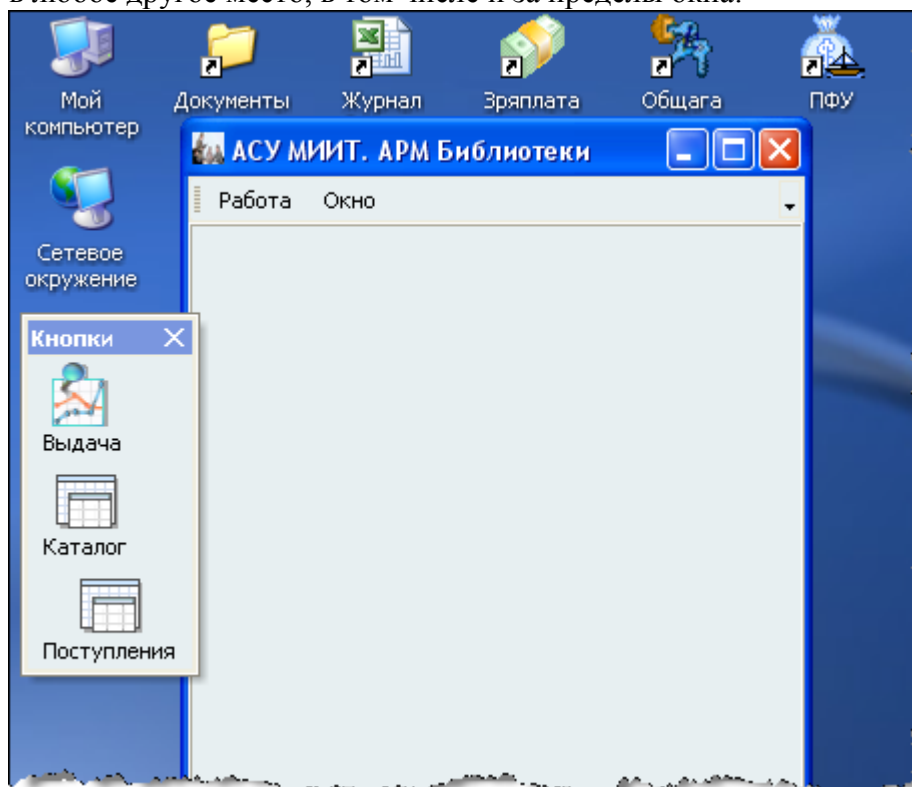 в любое другое место, в том числе и за пределы окна.
Мой компьютер
Документы
Журнал
Зряплата
Общага
ПФУ
АСУ МИИТ. АРМ Библиотеки
Работа Окно
Сетевое
окружение
Кнопки
Выдача
Каталог
Поступления